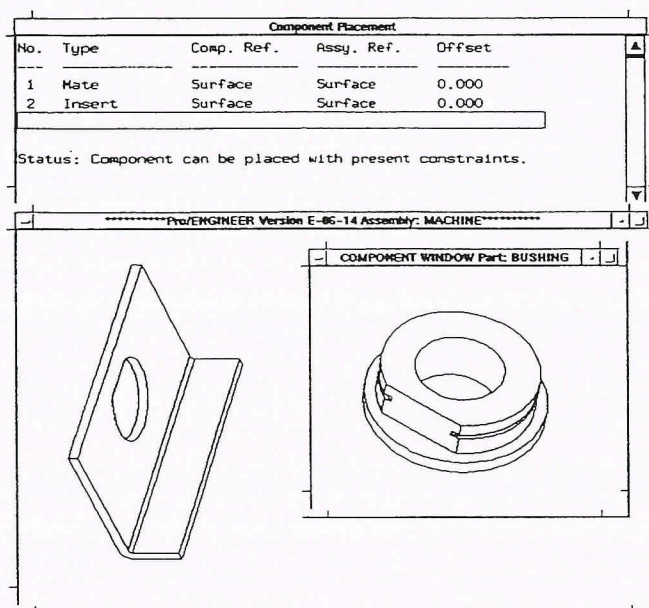 Component Placement
No. Type Comp. Ref. Assy. Ref. Offset
--- ---
1 Mate Surface Surface 0.000
2 Insert Surface Surface 0.000
Status: Component can be placed with present constraints.
**********Pro/ENGINEER Version E-06-14 Assembly: MACHINE**********
COMPONENT WINDOW Part: BUSHING